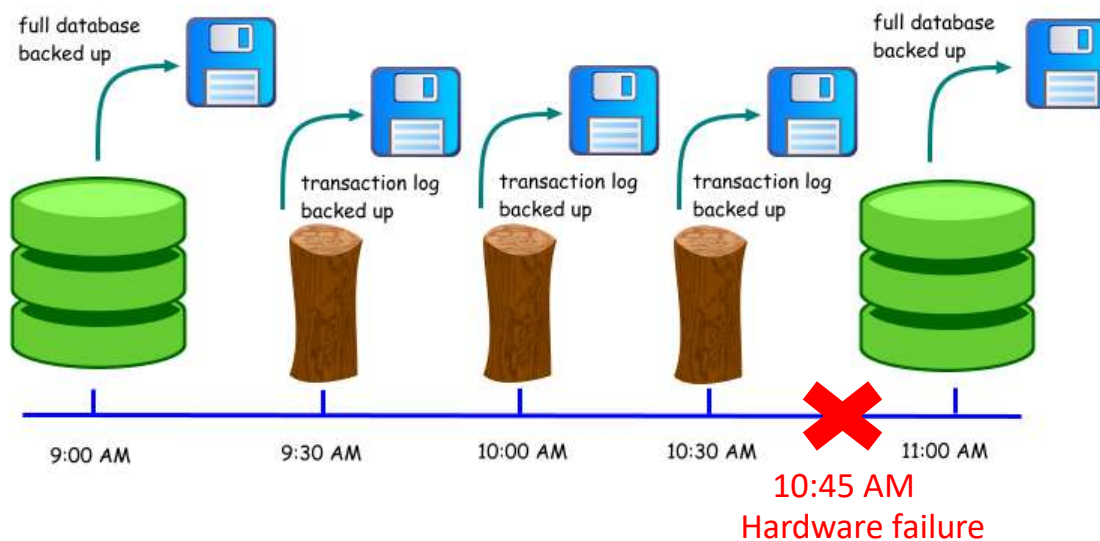 full database
backed up
transaction log
backed up
transaction log
backed up
transaction log
backed up
full database
backed up
9:00 AM
9:30 AM
10:00 AM
10:30 AM
11:00 AM
10:45 AM
Hardware failure